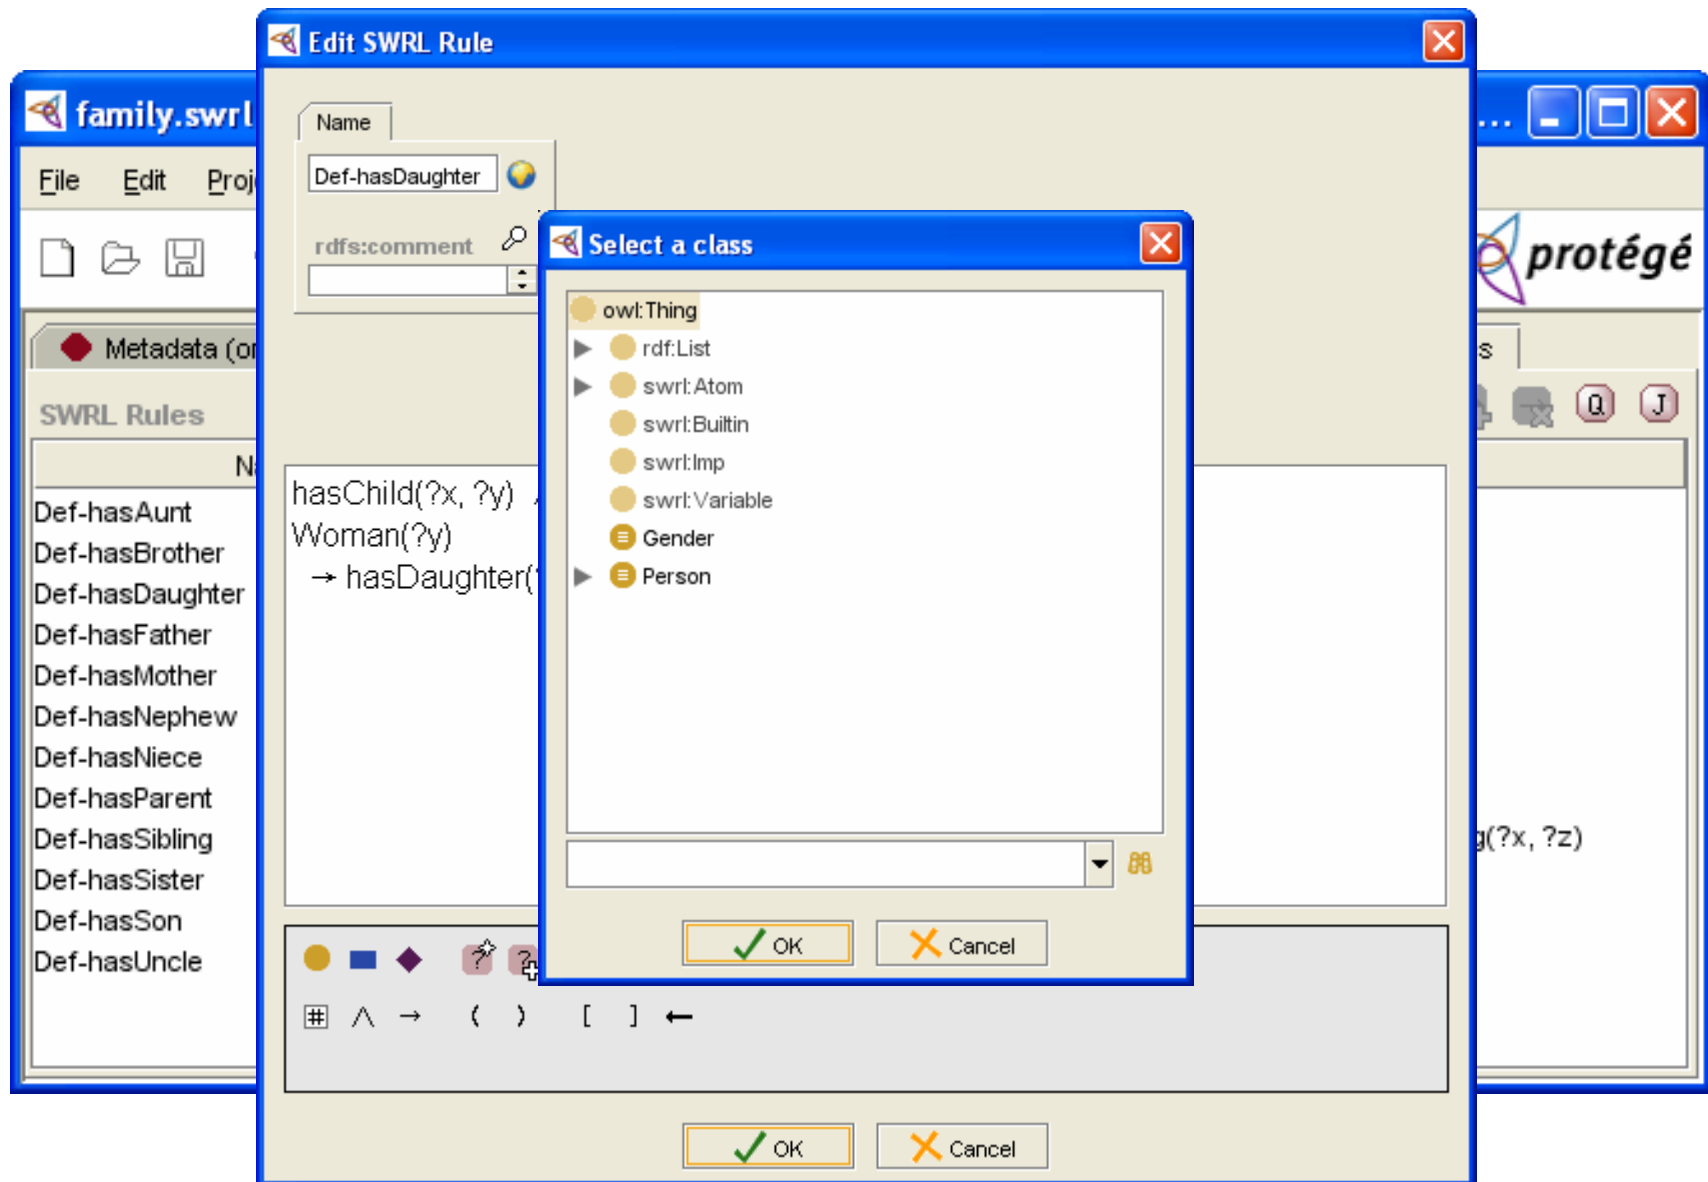 Edit SWRL Rule
family.swrl
...
Name
File Edit
Def-hasDaughter
rdfs:comment
Select a class
protégé
owl:Thing
rdf:List
swrl:Atom
swrl:Builtin
swrl:Imp
swrl:Variable
Gender
Person
Metadata
SWRL Rules
Q J
Def-hasAunt
Def-hasBrother
Def-hasDaughter
Def-hasFather
Def-hasMother
Def-hasNephew
Def-hasNiece
Def-hasParent
Def-hasSibling
Def-hasSister
Def-hasSon
Def-hasUncle
hasChild(?x, ?y)
Woman(?y)
→ hasDaughter(
(?x, ?z)
OK Cancel
? ?
# ∧ → ( ) [ ] ←
OK Cancel